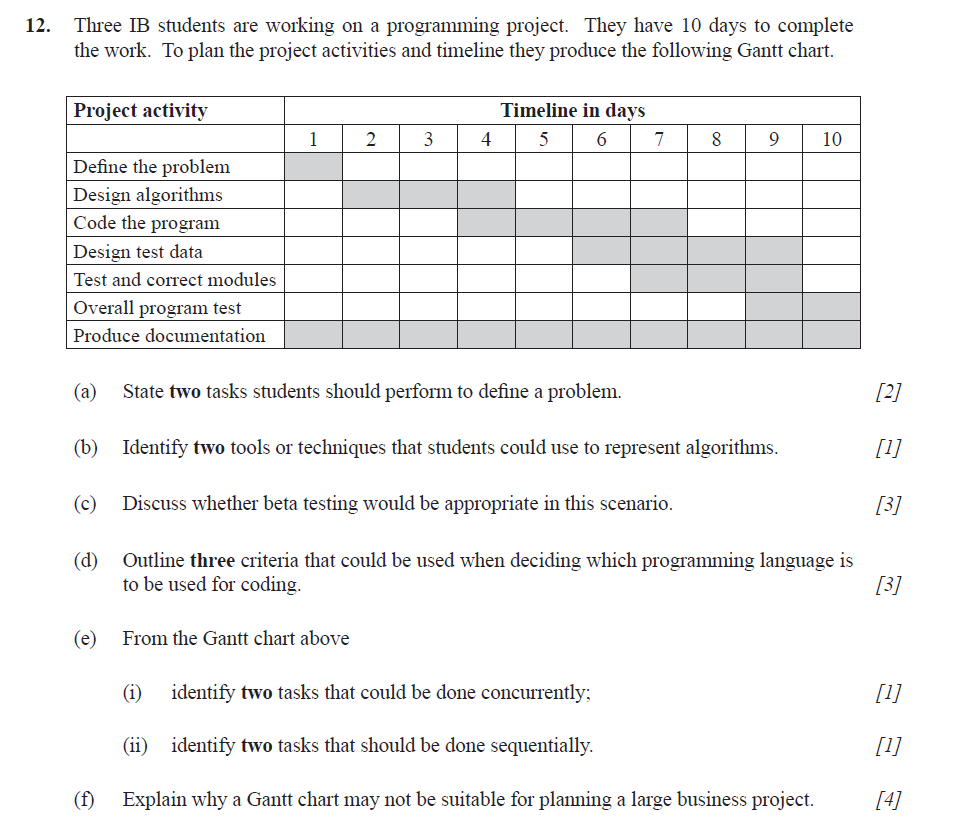 12. Three IB students are working on a programming project. They have 10 days to complete
the work. To plan the project activities and timeline they produce the following Gantt chart.
Project activity Timeline in days
1 2 3 4 5 6 7 8 9 10
Define the problem
Design algorithms
Code the program
Design test data
Test and correct modules
Overall program test
Produce documentation
(a) State two tasks students should perform to define a problem. [2]
(b) Identify two tools or techniques that students could use to represent algorithms. [1]
(c) Discuss whether beta testing would be appropriate in this scenario. [3]
(d) Outline three criteria that could be used when deciding which programming language is
to be used for coding. [3]
(e) From the Gantt chart above
(i) identify two tasks that could be done concurrently; [1]
(ii) identify two tasks that should be done sequentially. [1]
(f) Explain why a Gantt chart may not be suitable for planning a large business project. [4]